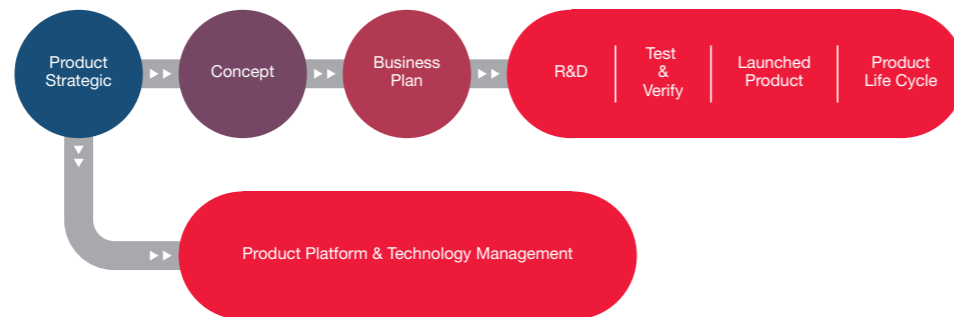 Product
Strategic
Concept
Business
Plan
R&D
Test
&
Verify
Launched
Product
Product
Life Cycle
Product Platform & Technology Management